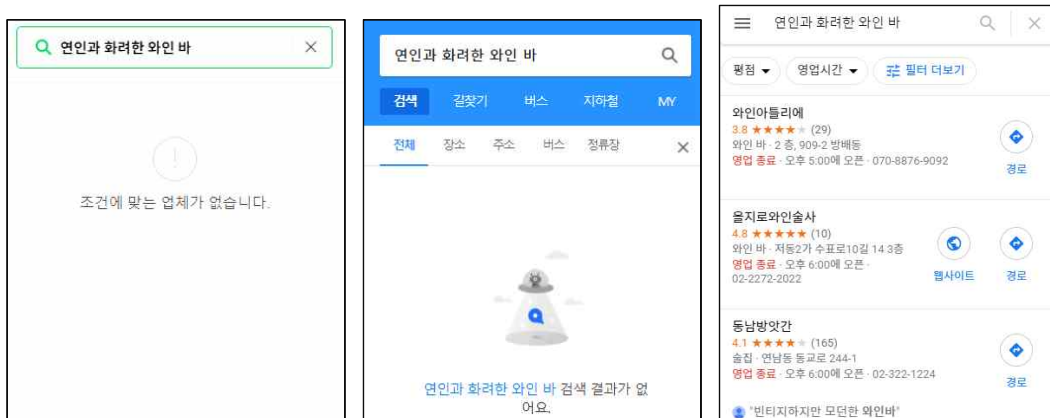 연인과 화려한 와인 바
조건에 맞는 업체가 없습니다.
연인과 화려한 와인 바
검색 길찾기 버스 지하철 MY
전체 장소 주소 버스 정류장
연인과 화려한 와인 바 검색 결과가 없
어요.
연인과 화려한 와인 바
평점 영업시간 필터 더보기
와인아틀리에
3.8 ★★★★★ (29)
와인 바 · 2 층, 909-2 방배동
영업 종료 · 오후 5:00에 오픈 · 070-8876-9092
경로
을지로와인술사
4.8 ★★★★★ (10)
와인 바 · 저동2가 수표로10길 14 3층
영업 종료 · 오후 6:00에 오픈 ·
02-2272-2022
웹사이트 경로
동남방앗간
4.1 ★★★★★ (165)
술집 · 연남동 동교로 244-1
영업 종료 · 오후 6:00에 오픈 · 02-322-1224
경로
"빈티지하지만 모던한 와인바"